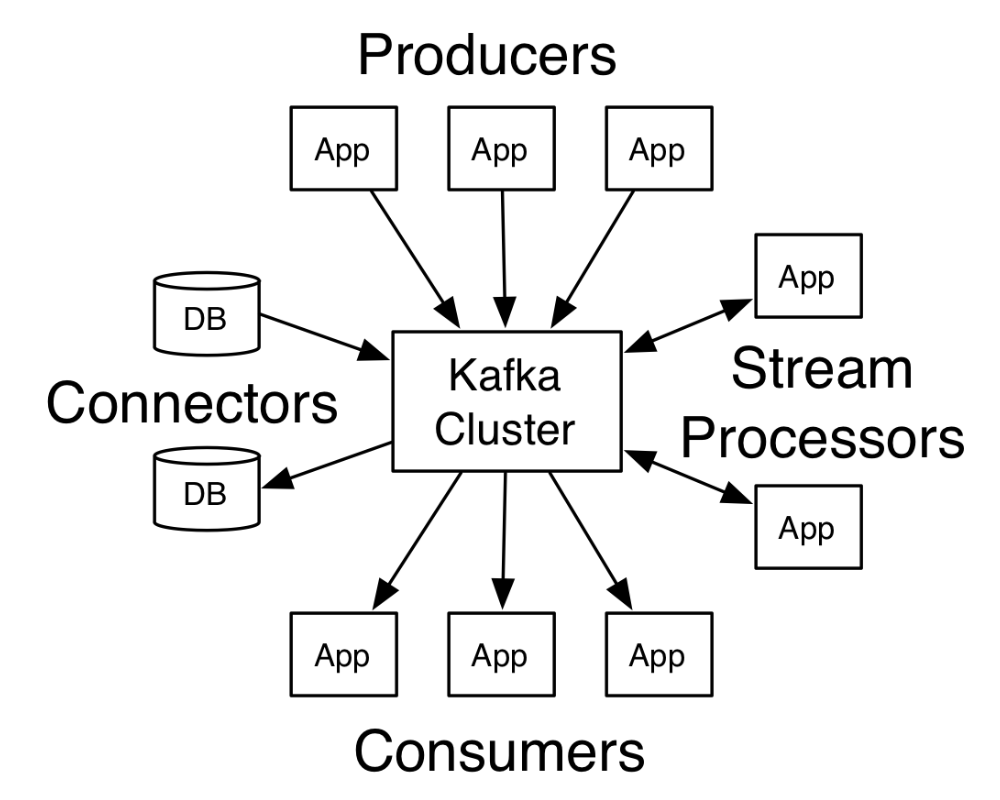 Producers
App
App
App
App
DB
Stream
Processors
Kafka
Cluster
Connectors
DB
App
App
App
App
Consumers